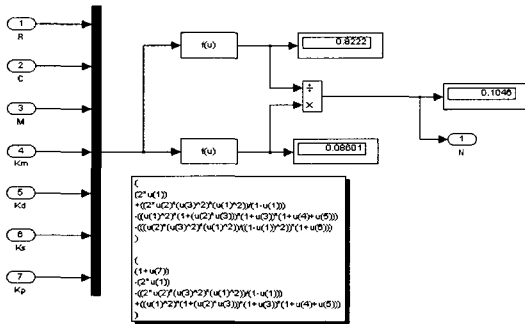 1
R
2
C
3
M
4
Km
5
Kd
6
Ks
7
Kp
f(u)
0.8222
÷
×
0.1046
1
N
f(u)
0.08601
(
(2*u(1))
+((2*u(2)*(u(3)^2)*(u(1)^2))/(1-u(1)))
-((u(1)^2)*(1+(u(2)*u(3)))*(1+u(3))*(1+u(4)+u(5)))
-(((u(2)*(u(3)^2)*(u(1)^2))/((1-u(1))^2))*(1+u(6)))
)
(
(1+u(7))
-(2*u(1))
-((2*u(2)*(u(3)^2)*(u(1)^2))/(1-u(1)))
+((u(1)^2)*(1+(u(2)*u(3)))*(1+u(3))*(1+u(4)+u(5)))
)